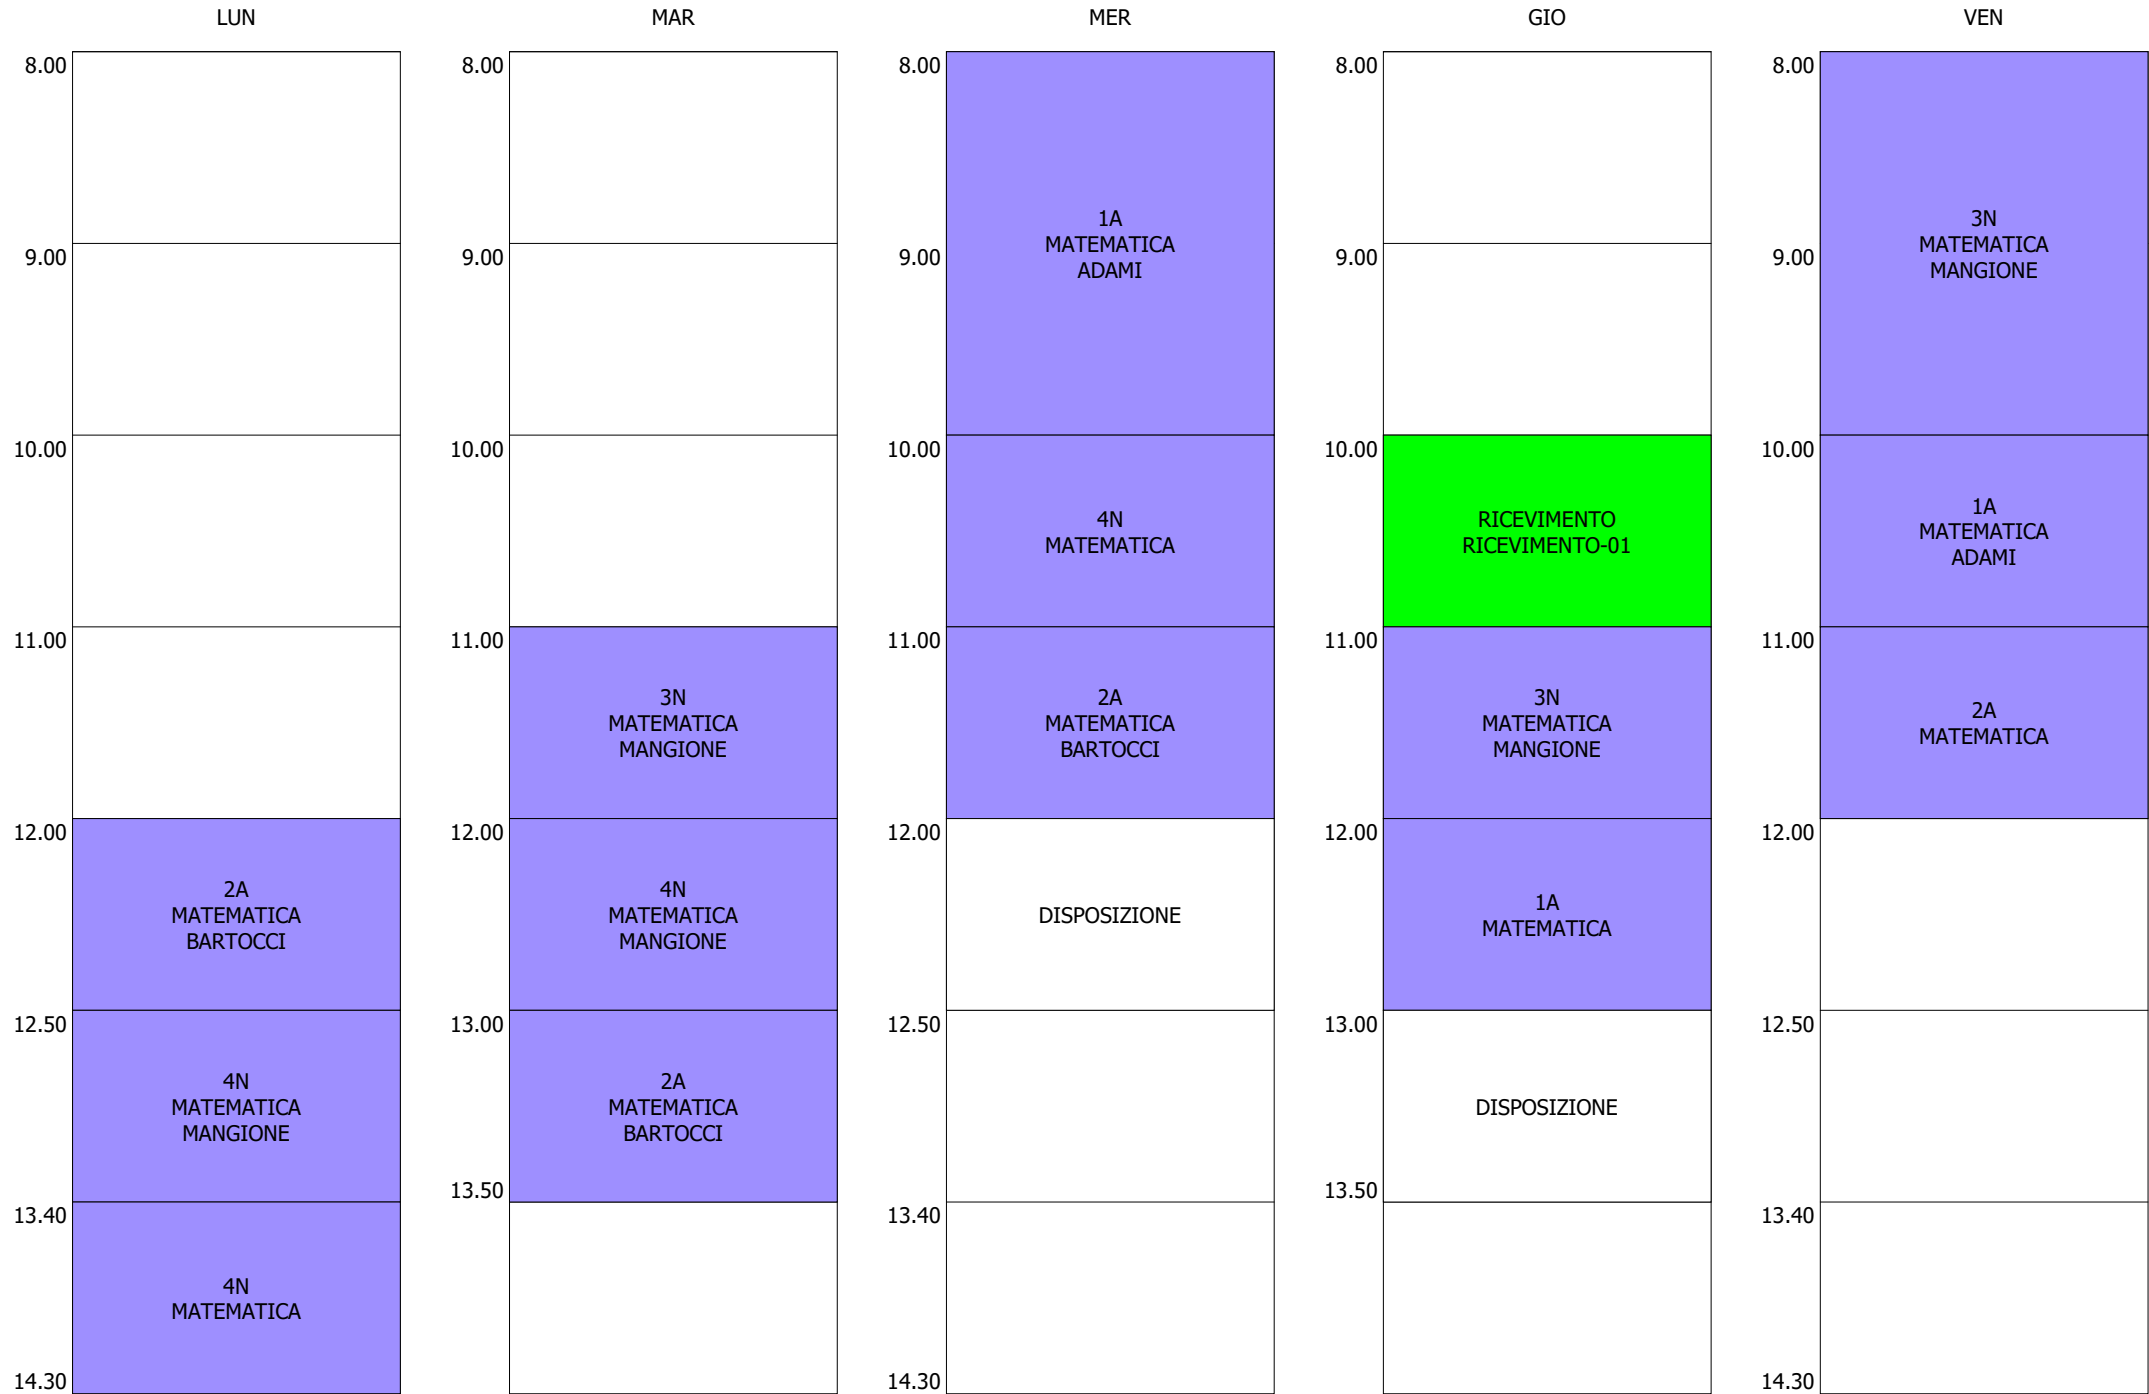 LUN
MAR
MER
GIO
VEN
8.00
9.00
10.00
11.00
12.00
2A
MATEMATICA
BARTOCCI
12.50
4N
MATEMATICA
MANGIONE
13.40
4N
MATEMATICA
14.30
8.00
9.00
10.00
11.00
3N
MATEMATICA
MANGIONE
12.00
4N
MATEMATICA
MANGIONE
13.00
2A
MATEMATICA
BARTOCCI
13.50
8.00
1A
MATEMATICA
ADAMI
9.00
10.00
4N
MATEMATICA
11.00
2A
MATEMATICA
BARTOCCI
12.00
DISPOSIZIONE
12.50
13.40
14.30
8.00
9.00
10.00
RICEVIMENTO
RICEVIMENTO-01
11.00
3N
MATEMATICA
MANGIONE
12.00
1A
MATEMATICA
13.00
DISPOSIZIONE
13.50
8.00
3N
MATEMATICA
MANGIONE
9.00
10.00
1A
MATEMATICA
ADAMI
11.00
2A
MATEMATICA
12.00
12.50
13.40
14.30